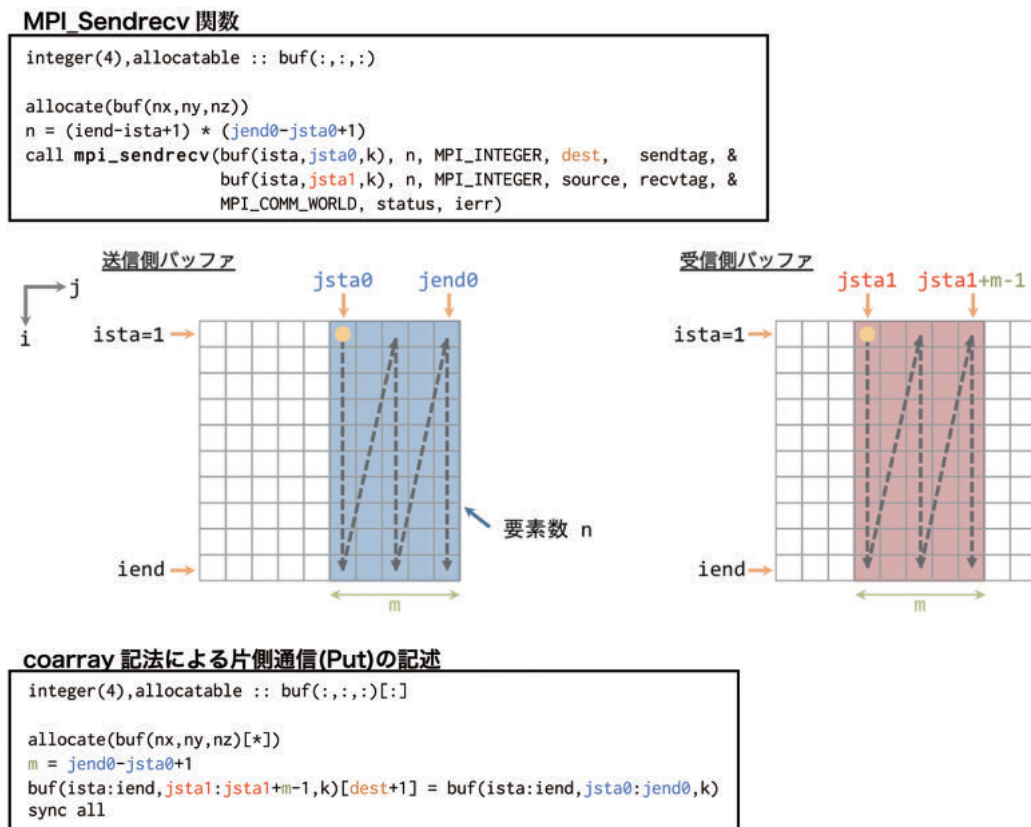 MPI_Sendrecv 関数
integer(4),allocatable :: buf(:,:,:)
allocate(buf(nx,ny,nz))
n = (iend-ista+1) * (jend0-jsta0+1)
call mpi_sendrecv(buf(ista,jsta0,k), n, MPI_INTEGER, dest, sendtag, &
buf(ista,jsta1,k), n, MPI_INTEGER, source, recvtag, &
MPI_COMM_WORLD, status, ierr)
送信側バッファ
受信側バッファ
j
i
jsta0
jend0
jsta1
jsta1+m-1
ista=1
ista=1
要素数 n
iend
iend
m
m
coarray 記法による片側通信(Put)の記述
integer(4),allocatable :: buf(:,:,:)[:]
allocate(buf(nx,ny,nz)[*])
m = jend0-jsta0+1
buf(ista:iend,jsta1:jsta1+m-1,k)[dest+1] = buf(ista:iend,jsta0:jend0,k)
sync all